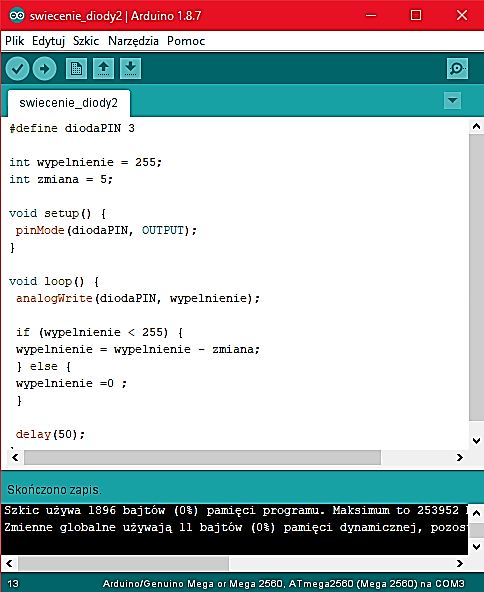 swiecenie_diody2 | Arduino 1.8.7
Plik Edytuj Szkic Narzędzia Pomoc
swiecenie_diody2
#define diodaPIN 3
int wypelnienie = 255;
int zmiana = 5;
void setup() {
pinMode(diodaPIN, OUTPUT);
}
void loop() {
analogWrite(diodaPIN, wypelnienie);
if (wypelnienie < 255) {
wypelnienie = wypelnienie - zmiana;
} else {
wypelnienie =0 ;
}
delay(50);
Skończono zapis.
Szkic używa 1896 bajtów (0%) pamięci programu. Maksimum to 253952
Zmienne globalne używają 11 bajtów (0%) pamięci dynamicznej,
13 Arduino/Genuino Mega or Mega 2560, ATmega2560 (Mega 2560) na COM3